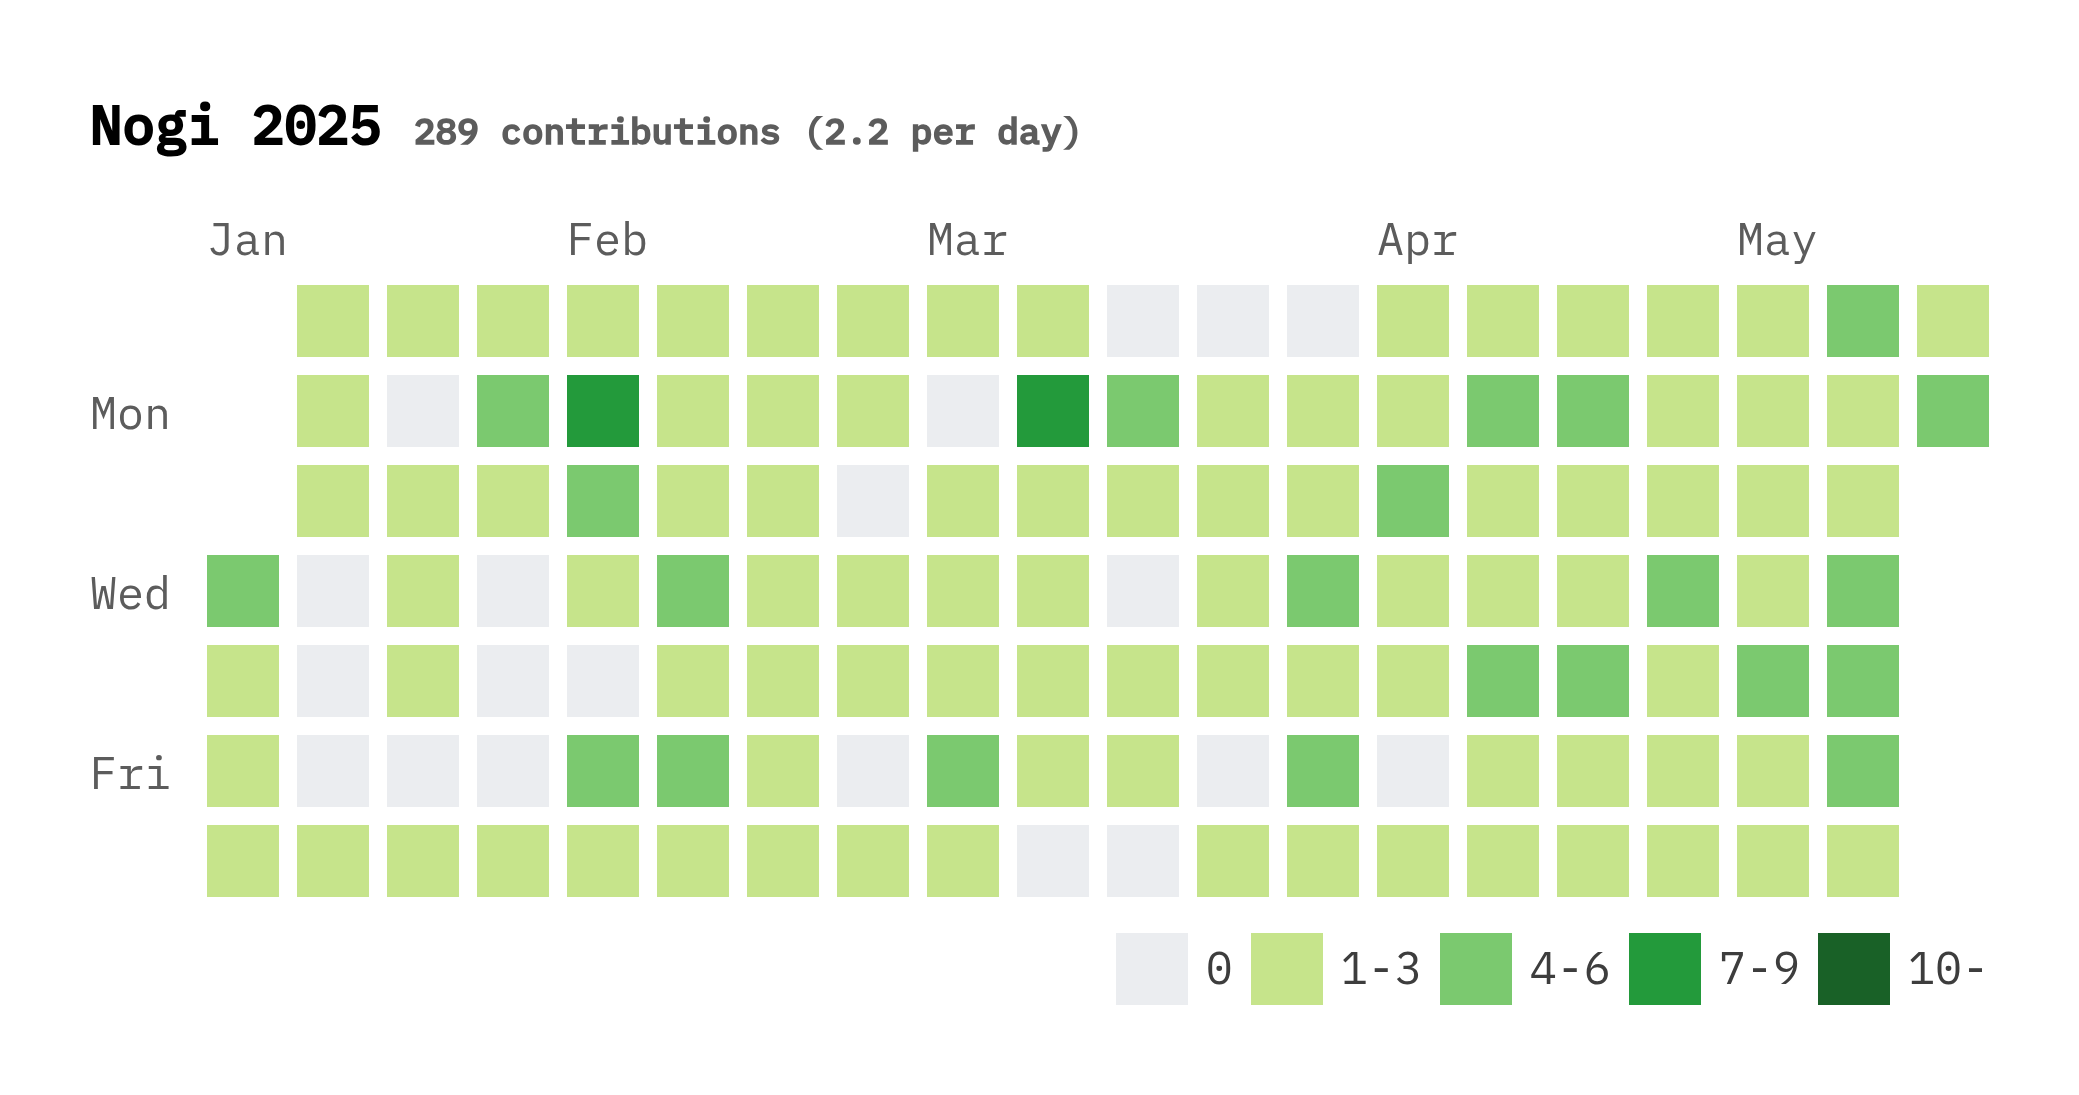 Nogi 2025 289 contributions (2.2 per day)
Jan Feb Mar Apr May
Mon
Wed
Fri
0 1-3 4-6 7-9 10-